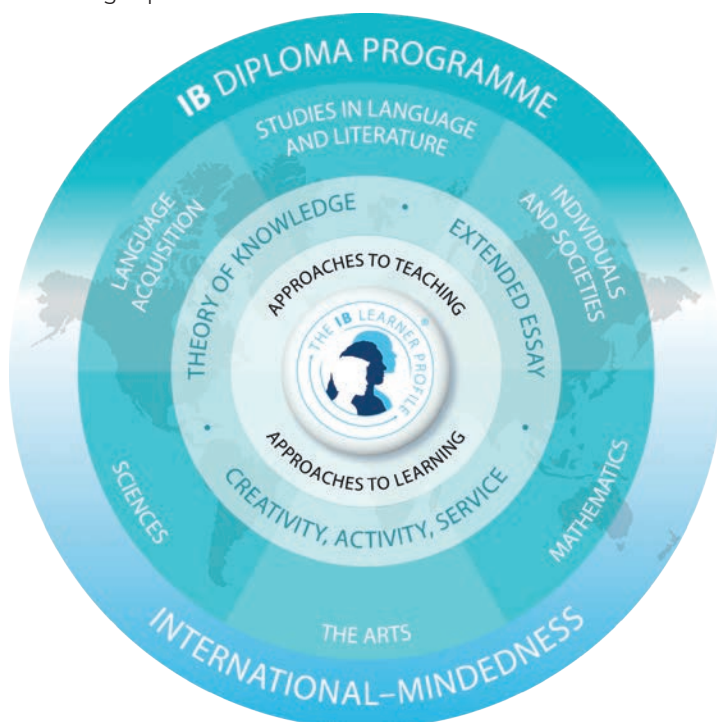 IB DIPLOMA PROGRAMME
STUDIES IN LANGUAGE
AND LITERATURE
LANGUAGE
ACQUISITION
INDIVIDUALS
AND SOCIETIES
THEORY OF KNOWLEDGE
•
EXTENDED ESSAY
•
APPROACHES TO TEACHING
THE IB LEARNER PROFILE
®
APPROACHES TO LEARNING
•
CREATIVITY, ACTIVITY, SERVICE
SCIENCES
MATHEMATICS
THE ARTS
INTERNATIONAL–MINDEDNESS